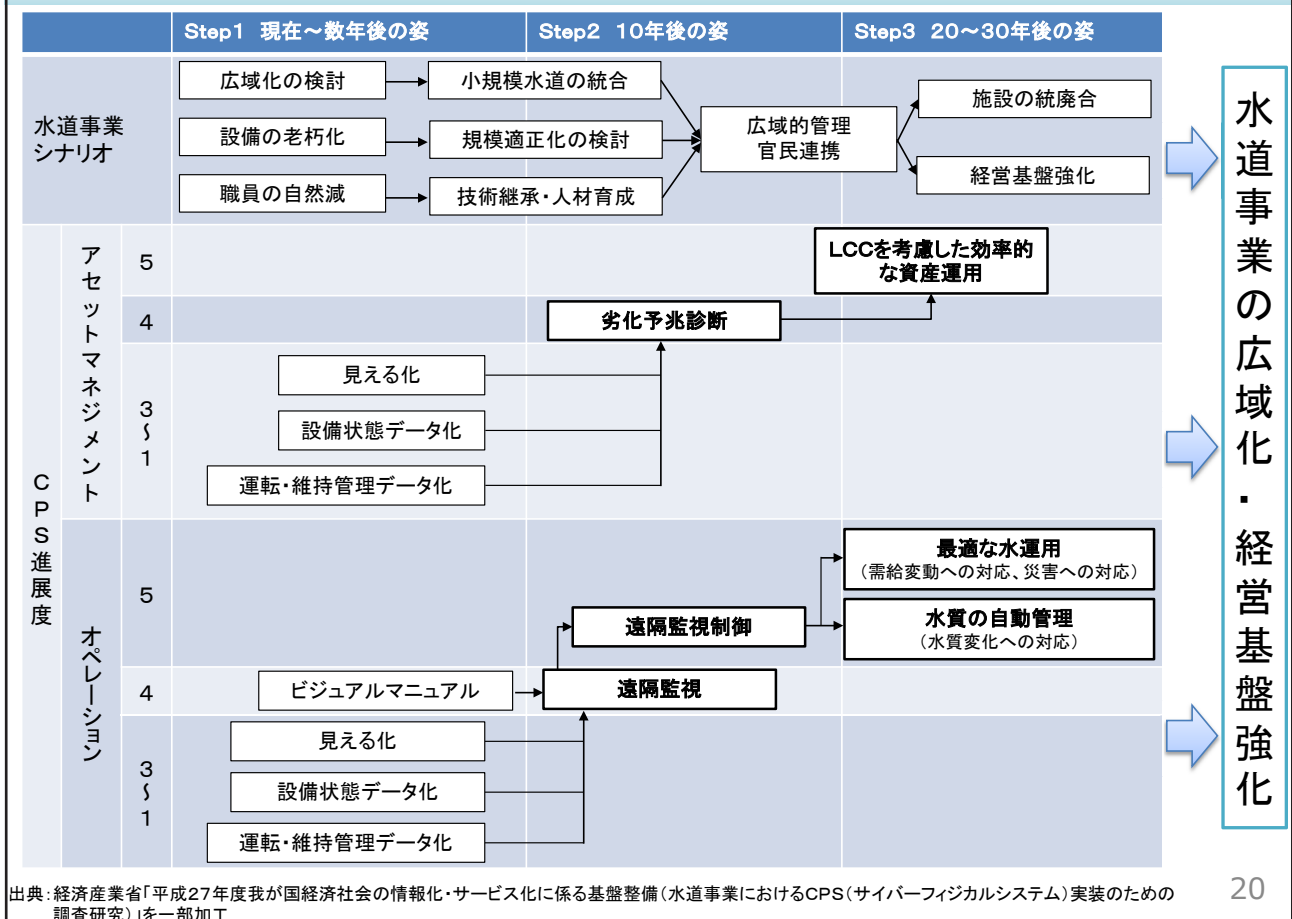 Step1 現在～数年後の姿
Step2 10年後の姿
Step3 20～30年後の姿
水道事業
シナリオ
広域化の検討
小規模水道の統合
設備の老朽化
規模適正化の検討
職員の自然減
技術継承・人材育成
広域的管理
官民連携
施設の統廃合
経営基盤強化
CPS進展度
アセットマネジメント
5
LCCを考慮した効率的
な資産運用
4
劣化予兆診断
3～1
見える化
設備状態データ化
運転・維持管理データ化
オペレーション
5
遠隔監視制御
最適な水運用
（需給変動への対応、災害への対応）
水質の自動管理
（水質変化への対応）
4
ビジュアルマニュアル
遠隔監視
3～1
見える化
設備状態データ化
運転・維持管理データ化
水道事業の広域化・経営基盤強化
出典：経済産業省「平成27年度我が国経済社会の情報化・サービス化に係る基盤整備（水道事業におけるCPS（サイバーフィジカルシステム）実装のための
調査研究）」を一部加工
20